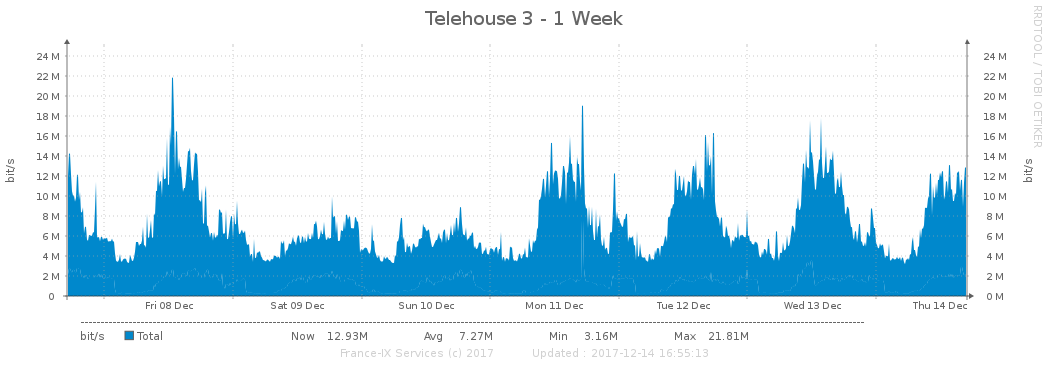 Telehouse 3 - 1 Week
RRDTOOL / TOBI OETIKER
bit/s
24 M 24 M
22 M 22 M
20 M 20 M
18 M 18 M
16 M 16 M
14 M 14 M
12 M 12 M
10 M 10 M
8 M 8 M
6 M 6 M
4 M 4 M
2 M 2 M
0 0 M
bit/s
Fri 08 Dec Sat 09 Dec Sun 10 Dec Mon 11 Dec Tue 12 Dec Wed 13 Dec Thu 14 Dec
bit/s Total Now 12.93M Avg 7.27M Min 3.16M Max 21.81M
France-IX Services (c) 2017 Updated : 2017-12-14 16:55:13